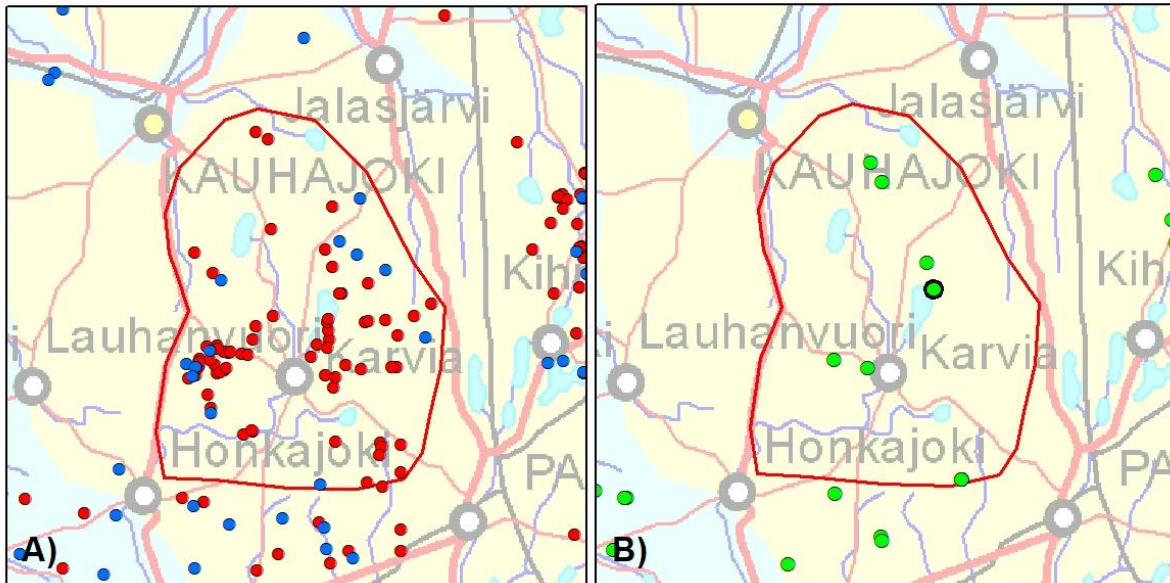 Jalasjärvi
KAUHAJOKI
Kih
Lauhanvuori
Karvia
Honkajoki
PA
A)
Jalasjärvi
KAUHAJOKI
Kih
Lauhanvuori
Karvia
Honkajoki
PA
B)